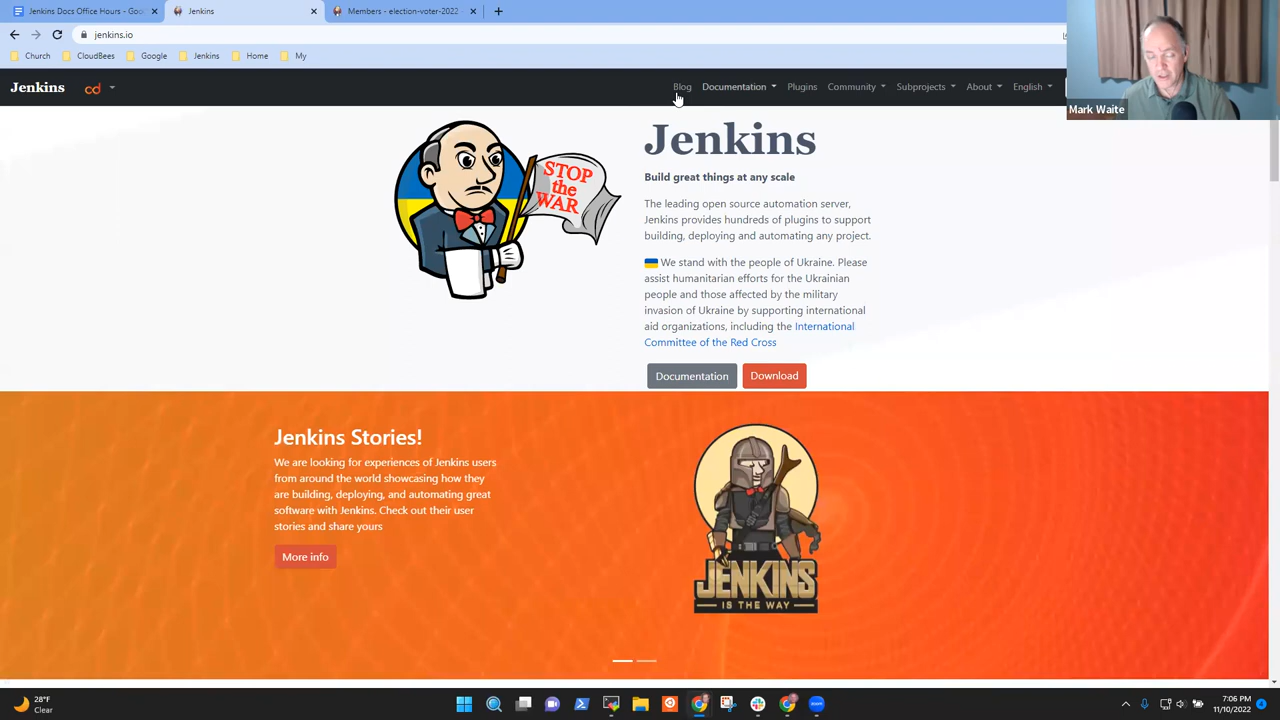 Jenkins Docs Office Hours - Goo
Jenkins
Members - election-voter-2022
jenkins.io
Church
CloudBees
Google
Jenkins
Home
My
Jenkins
cd
Blog
Documentation
Plugins
Community
Subprojects
About
English
Mark Waite
STOP
the
WAR
Jenkins
Build great things at any scale
The leading open source automation server,
Jenkins provides hundreds of plugins to support
building, deploying and automating any project.
We stand with the people of Ukraine. Please
assist humanitarian efforts for the Ukrainian
people and those affected by the military
invasion of Ukraine by supporting international
aid organizations, including the International
Committee of the Red Cross
Documentation
Download
Jenkins Stories!
We are looking for experiences of Jenkins users
from around the world showcasing how they
are building, deploying, and automating great
software with Jenkins. Check out their user
stories and share yours
More info
JENKINS
IS THE WAY
28°F
Clear
7:06 PM
11/10/2022